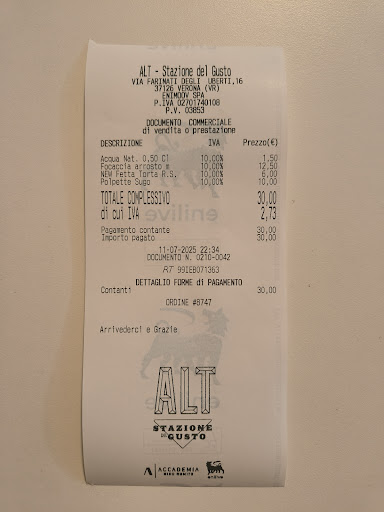 ALT - Stazione del Gusto
VIA FARINATI DEGLI UBERTI,16
37126 VERONA (VR)
ENIMOOV SPA
P.IVA 02701740108
P.V. 03853
DOCUMENTO COMMERCIALE
di vendita o prestazione
DESCRIZIONE IVA Prezzo(€)
Acqua Nat. 0,50 Cl 10,00% 1,50
Focaccia arrosto m 10,00% 12,50
NEW Fetta Torta R.S. 10,00% 6,00
Polpette Sugo 10,00% 10,00
TOTALE COMPLESSIVO 30,00
di cui IVA 2,73
Pagamento contante 30,00
Importo pagato 30,00
11-07-2025 22:34
DOCUMENTO N. 0210-0042
RT 99IEB071363
DETTAGLIO FORME di PAGAMENTO
Contanti 30,00
ORDINE #8747
Arrivederci e Grazie
ALT
STAZIONE
DEL GUSTO
A ACCADEMIA
NIKO ROMITO
enilive